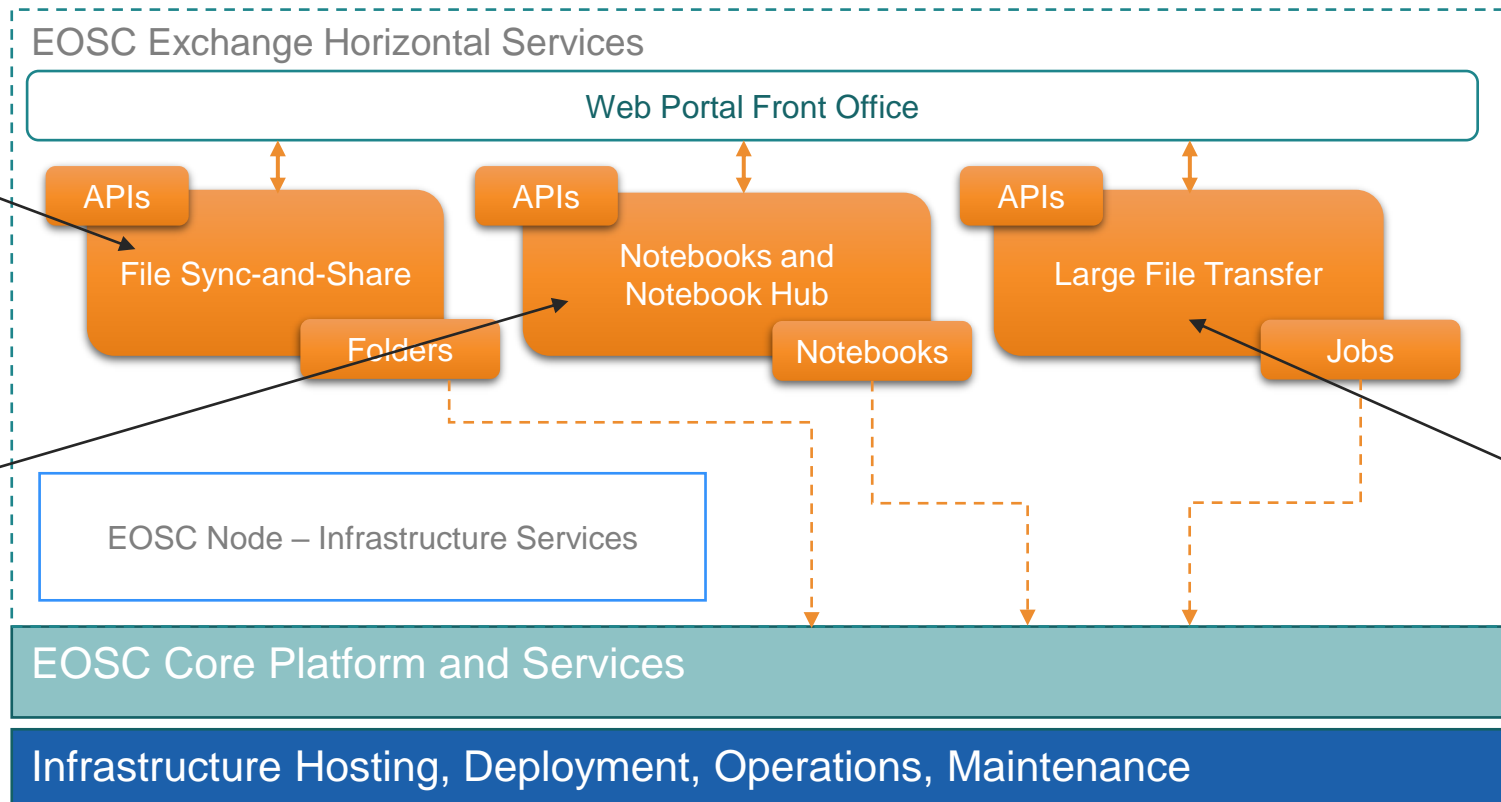 EOSC Exchange Horizontal Services
Web Portal Front Office
APIs
File Sync-and-Share
Folders
APIs
Notebooks and
Notebook Hub
Notebooks
APIs
Large File Transfer
Jobs
EOSC Node – Infrastructure Services
EOSC Core Platform and Services
Infrastructure Hosting, Deployment, Operations, Maintenance